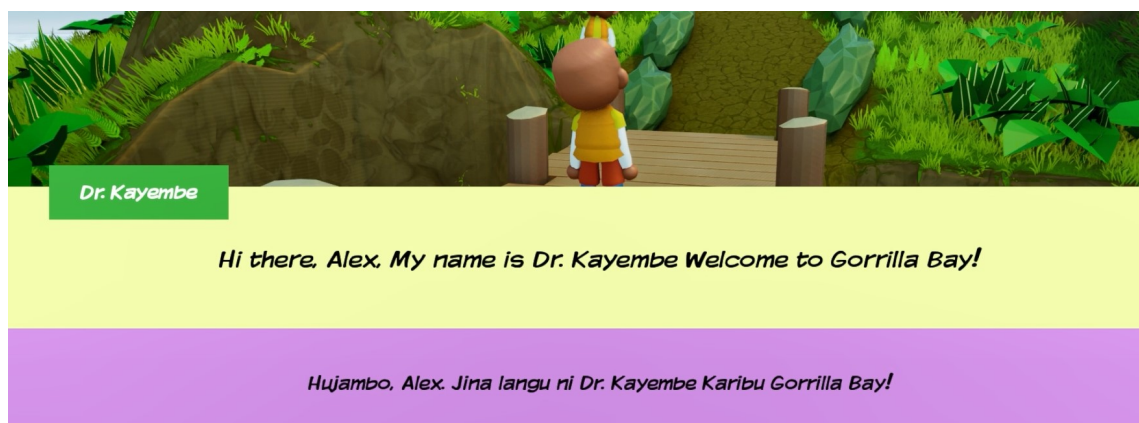 Dr. Kayembe
Hi there, Alex, My name is Dr. Kayembe Welcome to Gorrilla Bay!
Hujambo, Alex. Jina langu ni Dr. Kayembe Karibu Gorrilla Bay!